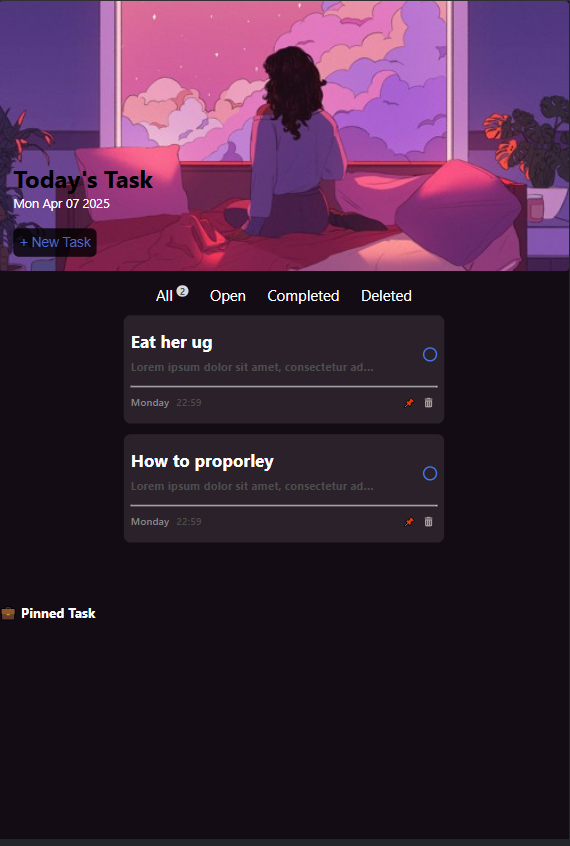 Today's Task
Mon Apr 07 2025
+ New Task
All 2 Open Completed Deleted
Eat her ug
Lorem ipsum dolor sit amet, consectetur ad...
Monday 22:59
How to proporley
Lorem ipsum dolor sit amet, consectetur ad...
Monday 22:59
Pinned Task